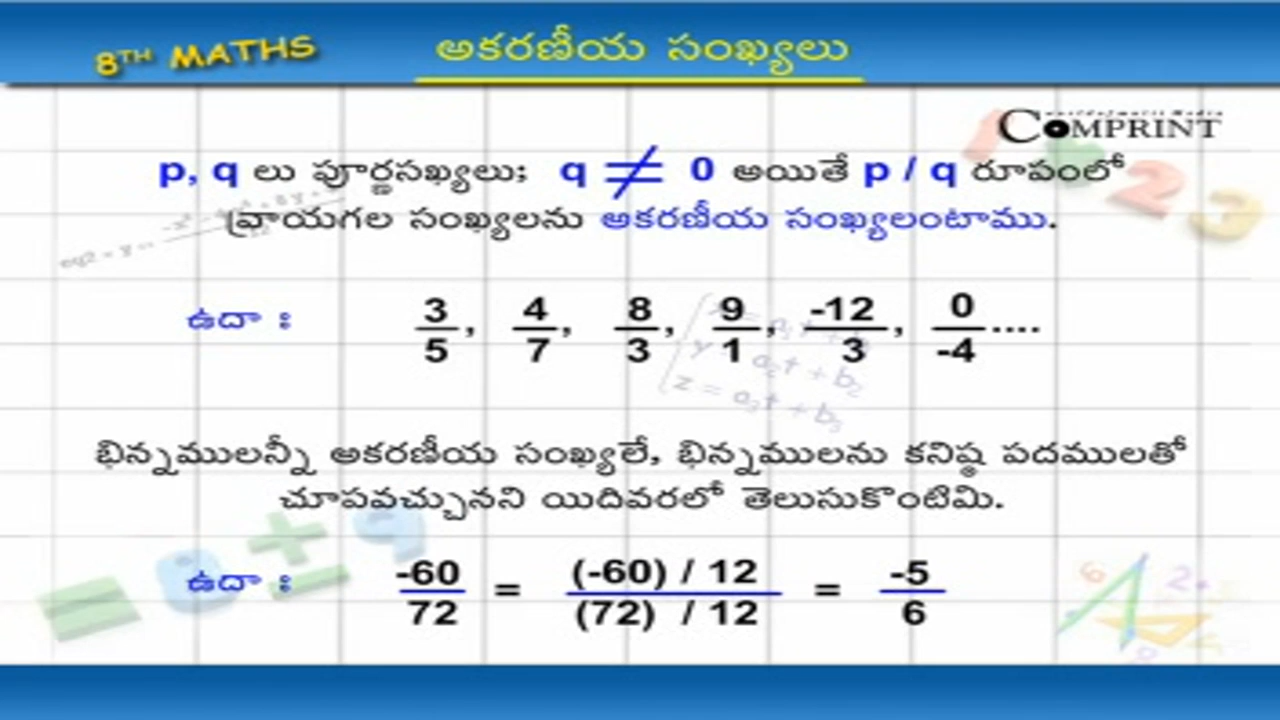 8TH MATHS
అకరణీయ సంఖ్యలు
COMPRINT
p, q లు పూర్ణసఖ్యలు; q ≠ 0 అయితే p / q రూపంలో
వ్రాయగల సంఖ్యలను అకరణీయ సంఖ్యలంటాము.
ఉదా : 3/5, 4/7, 8/3, 9/1, -12/3, 0/-4....
భిన్నములన్నీ అకరణీయ సంఖ్యలే, భిన్నములను కనిష్ఠ పదములతో
చూపవచ్చునని యిదివరలో తెలుసుకొంటిమి.
ఉదా : -60/72 = (-60) / 12 / (72) / 12 = -5/6